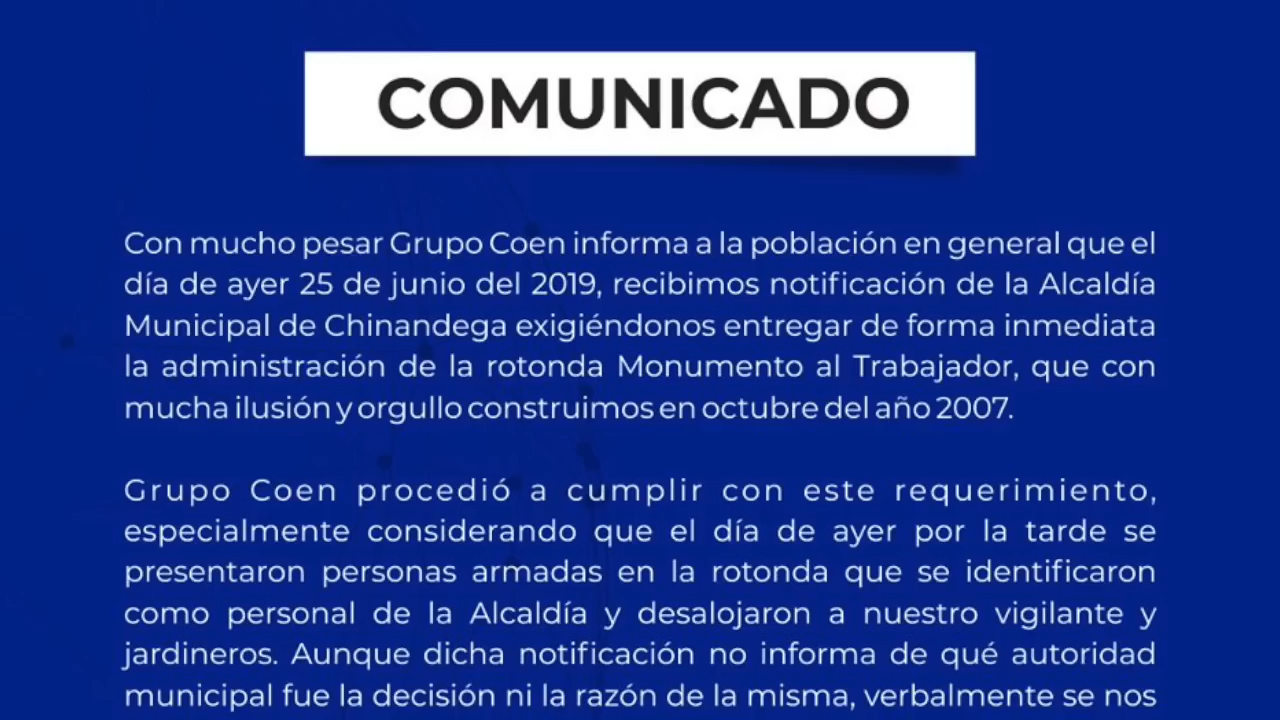 COMUNICADO
Con mucho pesar Grupo Coen informa a la población en general que el
día de ayer 25 de junio del 2019, recibimos notificación de la Alcaldía
Municipal de Chinandega exigiéndonos entregar de forma inmediata
la administración de la rotonda Monumento al Trabajador, que con
mucha ilusión y orgullo construimos en octubre del año 2007.
Grupo Coen procedió a cumplir con este requerimiento,
especialmente considerando que el día de ayer por la tarde se
presentaron personas armadas en la rotonda que se identificaron
como personal de la Alcaldía y desalojaron a nuestro vigilante y
jardineros. Aunque dicha notificación no informa de qué autoridad
municipal fue la decisión ni la razón de la misma, verbalmente se nos